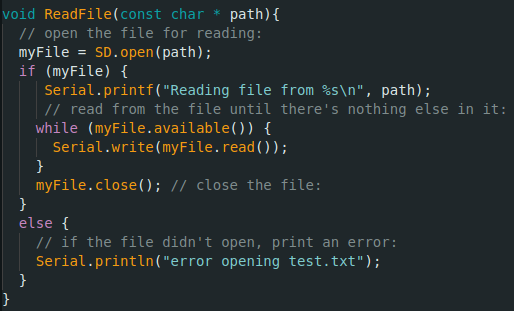 void ReadFile(const char * path){
  // open the file for reading:
  myFile = SD.open(path);
  if (myFile) {
     Serial.printf("Reading file from %s\n", path);
     // read from the file until there's nothing else in it:
    while (myFile.available()) {
      Serial.write(myFile.read());
    }
    myFile.close(); // close the file:
  }
  else {
    // if the file didn't open, print an error:
    Serial.println("error opening test.txt");
  }
}